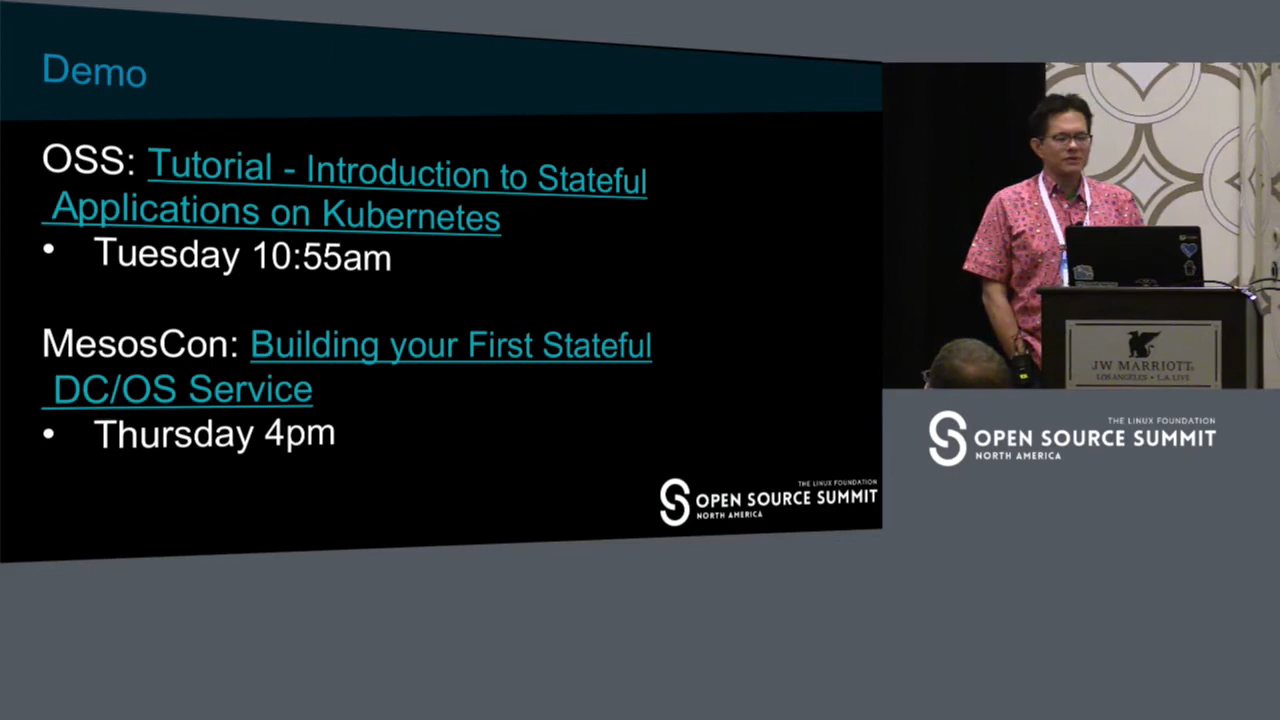 Demo
OSS: Tutorial - Introduction to Stateful
Applications on Kubernetes
• Tuesday 10:55am
MesosCon: Building your First Stateful
DC/OS Service
• Thursday 4pm
THE LINUX FOUNDATION
OPEN SOURCE SUMMIT
NORTH AMERICA
JW MARRIOTT
LOS ANGELES • L.A. LIVE
THE LINUX FOUNDATION
OPEN SOURCE SUMMIT
NORTH AMERICA